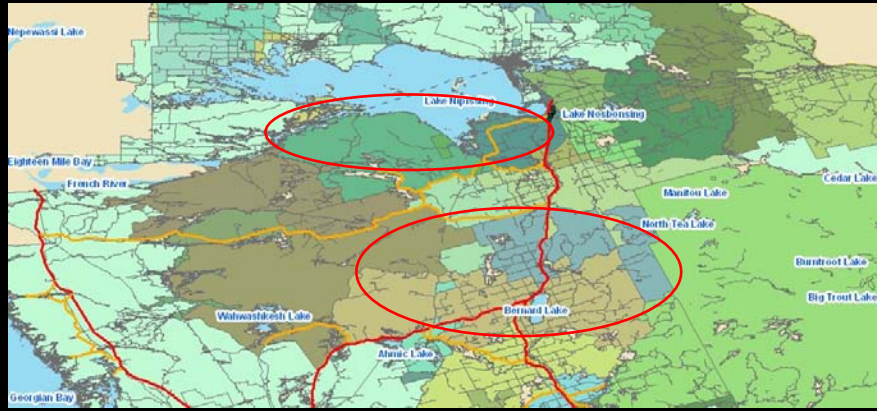 Nepewassi Lake
Lake Nipissing
Lake Nosbonsing
Eighteen Mile Bay
French River
Cedar Lake
Manitou Lake
North Tea Lake
Burntroot Lake
Big Trout Lake
Bernard Lake
Wahwashkesh Lake
Ahmic Lake
Georgian Bay